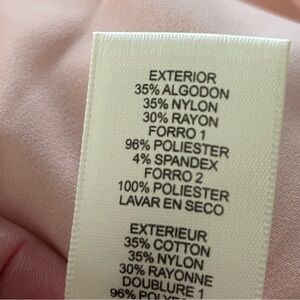 EXTERIOR
35% ALGODON
35% NYLON
30% RAYON
FORRO 1
96% POLIESTER
4% SPANDEX
FORRO 2
100% POLIESTER
LAVAR EN SECO
EXTERIEUR
35% COTTON
35% NYLON
30% RAYONNE
DOUBLURE 1
96%